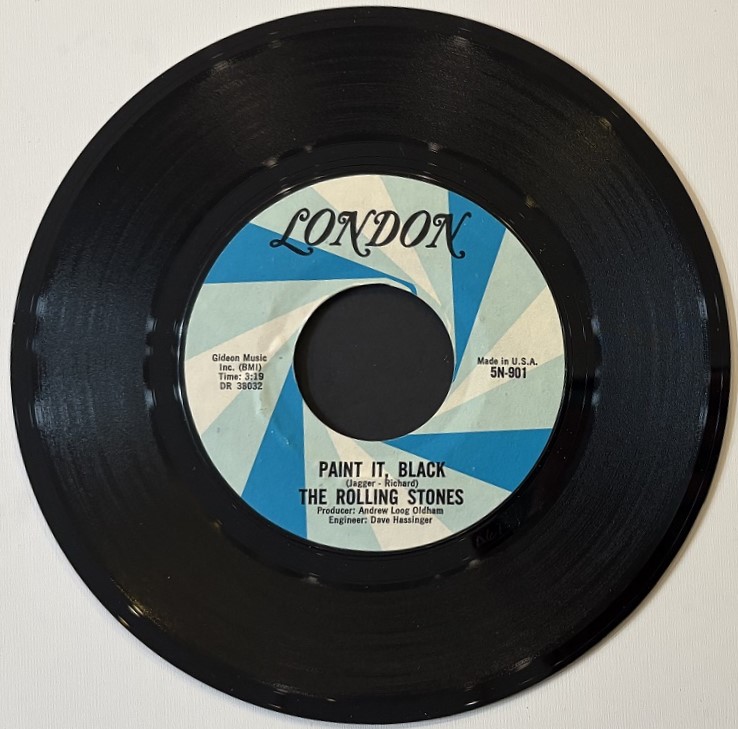 LONDON
Gideon Music
Inc. (BMI)
Time: 3:19
DR 38032
Made in U.S.A.
5N-901
PAINT IT, BLACK
(Jagger - Richard)
THE ROLLING STONES
Producer: Andrew Loog Oldham
Engineer: Dave Hassinger